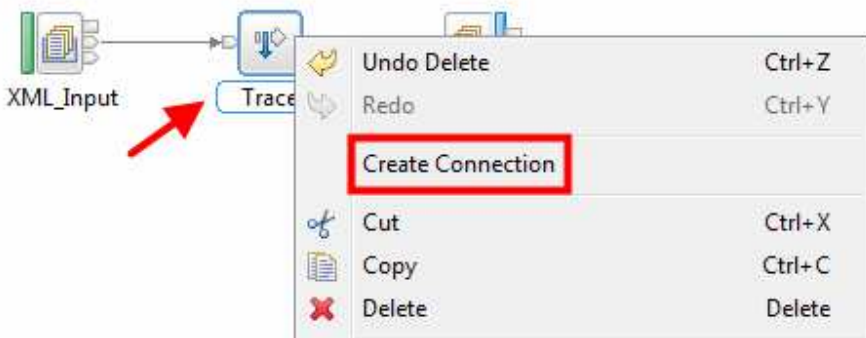 XML_Input
Trace
Undo Delete Ctrl+Z
Redo Ctrl+Y
Create Connection
Cut Ctrl+X
Copy Ctrl+C
Delete Delete